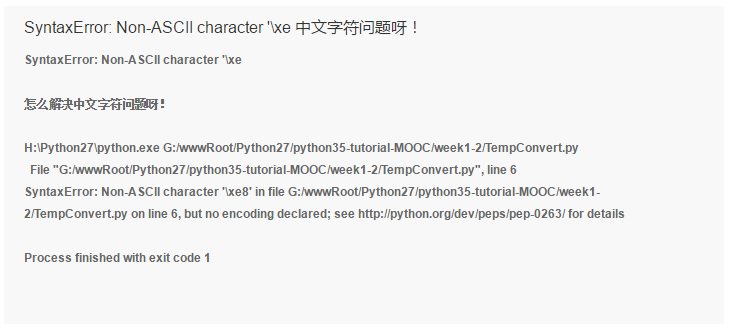 SyntaxError: Non-ASCII character '\xe 中文字符问题呀！
SyntaxError: Non-ASCII character '\xe
怎么解决中文字符问题呀！
H:\Python27\python.exe G:/wwwRoot/Python27/python35-tutorial-MOOC/week1-2/TempConvert.py
File "G:/wwwRoot/Python27/python35-tutorial-MOOC/week1-2/TempConvert.py", line 6
SyntaxError: Non-ASCII character '\xe8' in file G:/wwwRoot/Python27/python35-tutorial-MOOC/week1-
2/TempConvert.py on line 6, but no encoding declared; see http://python.org/dev/peps/pep-0263/ for details
Process finished with exit code 1